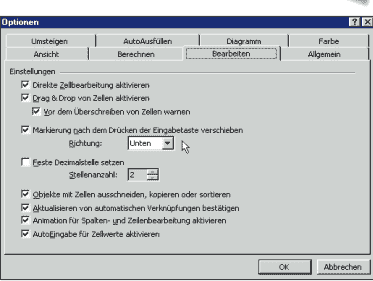 Optionen
Umsteigen AutoAusfüllen Diagramm Farbe
Ansicht Berechnen Bearbeiten Allgemein
Einstellungen
Direkte Zellbearbeitung aktivieren
Drag & Drop von Zellen aktivieren
Vor dem Überschreiben von Zellen warnen
Markierung nach dem Drücken der Eingabetaste verschieben
Richtung: Unten
Feste Dezimalstelle setzen
Stellenanzahl: 2
Objekte mit Zellen ausschneiden, kopieren oder sortieren
Aktualisieren von automatischen Verknüpfungen bestätigen
Animation für Spalten- und Zeilenbearbeitung aktivieren
AutoEingabe für Zellwerte aktivieren
OK Abbrechen